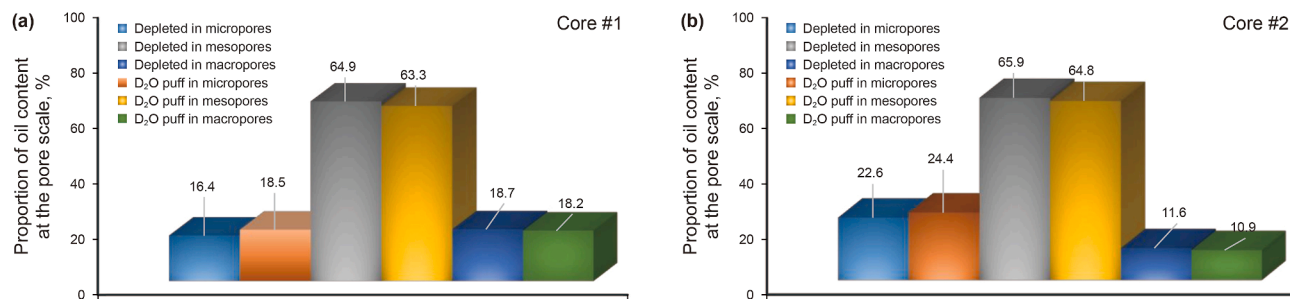 (a)
Core #1
Proportion of oil content
at the pore scale, %
100
80
60
40
20
0
Depleted in micropores
Depleted in mesopores
Depleted in macropores
D₂O puff in micropores
D₂O puff in mesopores
D₂O puff in macropores
16.4
18.5
64.9
63.3
18.7
18.2
(b)
Core #2
Proportion of oil content
at the pore scale, %
100
80
60
40
20
0
Depleted in micropores
Depleted in mesopores
Depleted in macropores
D₂O puff in micropores
D₂O puff in mesopores
D₂O puff in macropores
22.6
24.4
65.9
64.8
11.6
10.9